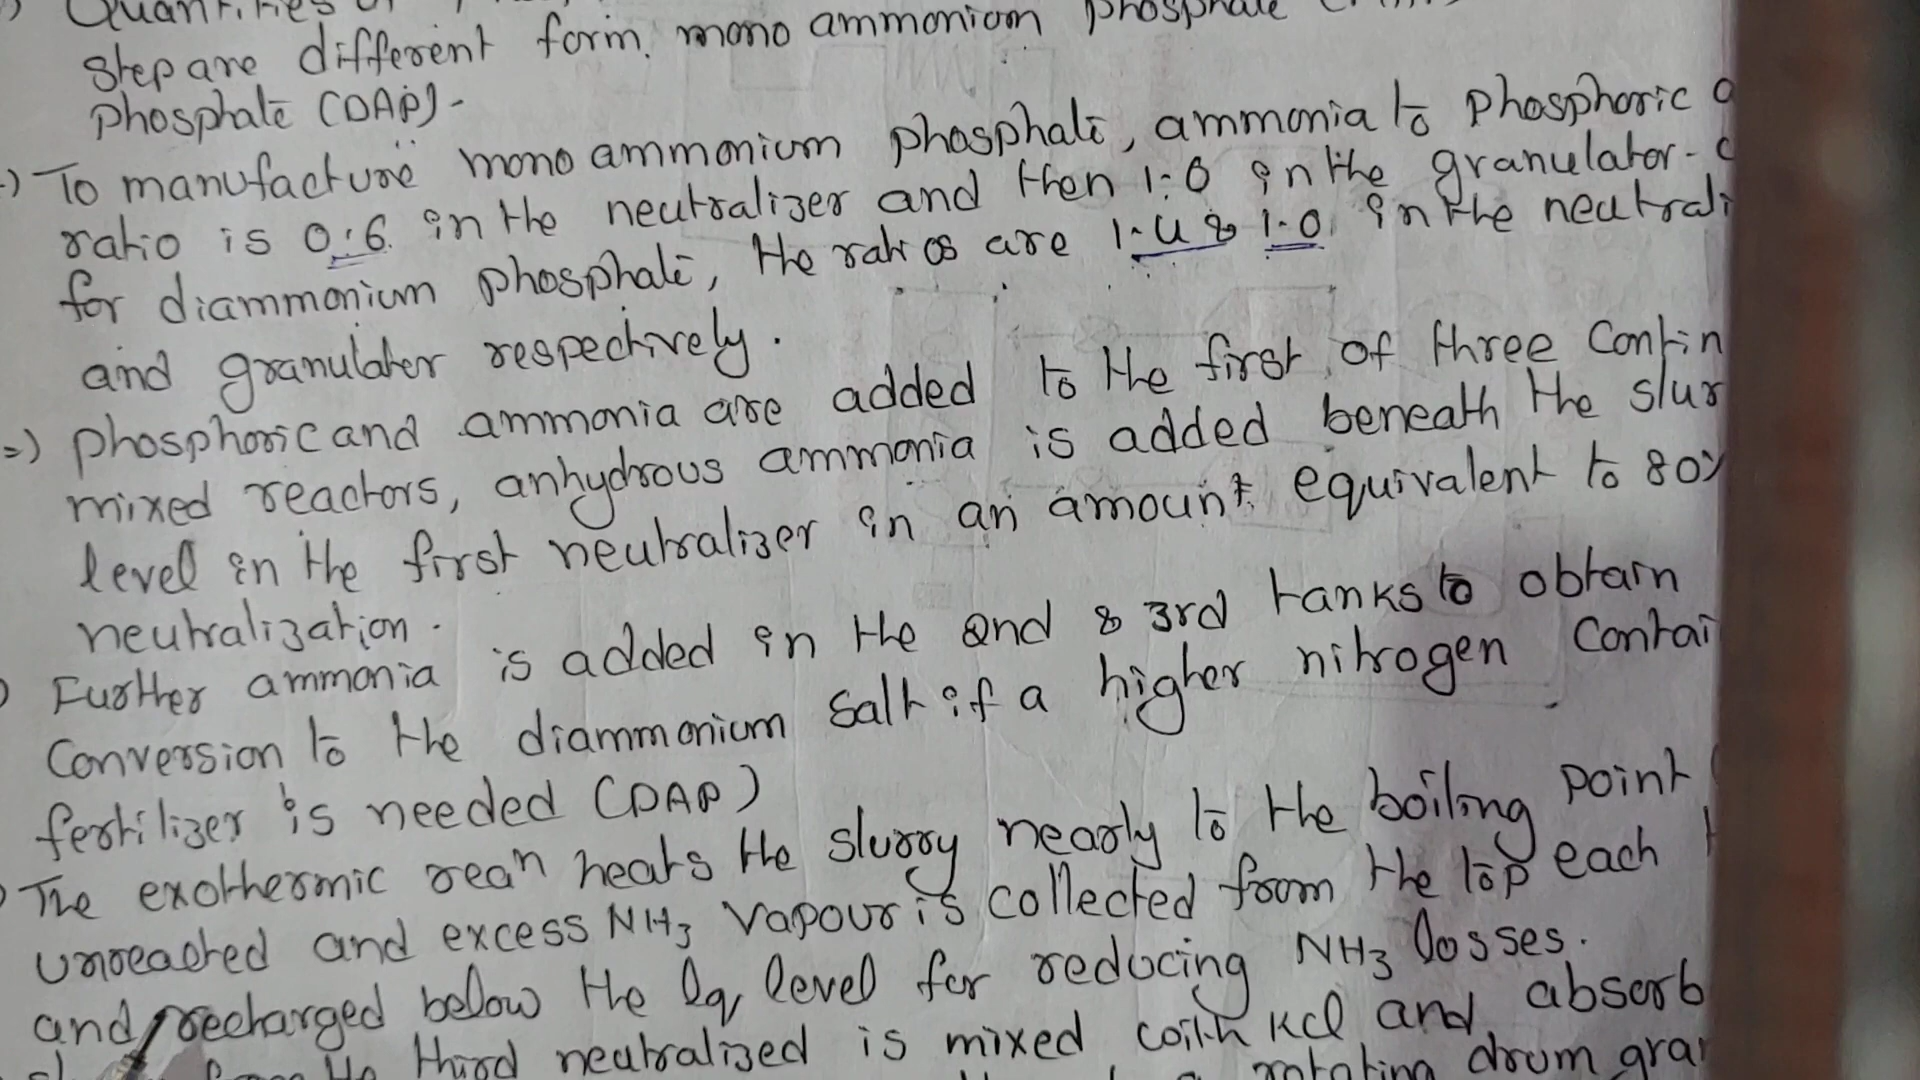 Quantities of
step are different form. mono ammonium phosphate
phosphate (DAP)-
To manufacture mono ammonium phosphate, ammonia to phosphoric
ratio is 0:6. in the neutralizer and then 1:0 in the granulator-
for diammonium phosphate, the ratios are 1.4 & 1.0 in the neutrali
and granulater respectively.
=) phosphoric and ammonia are added to the first of three Contin
mixed reactors, anhydrous ammonia is added beneath the slur
level in the first neutralizer in an amount equivalent to 80%
neutralization.
Further ammonia is added in the 2nd & 3rd tanks to obtain
Conversion to the diammonium salt if a higher nitrogen Contai
fertilizer is needed (DAP)
The exothermic reaⁿ heats the slurry nearly to the boiling point
unreacted and excess NH3 vapour is collected from the top each
and recharged below the lq level for reducing NH3 losses.
third neutralized is mixed with KCl and absorb
rotating drum gra